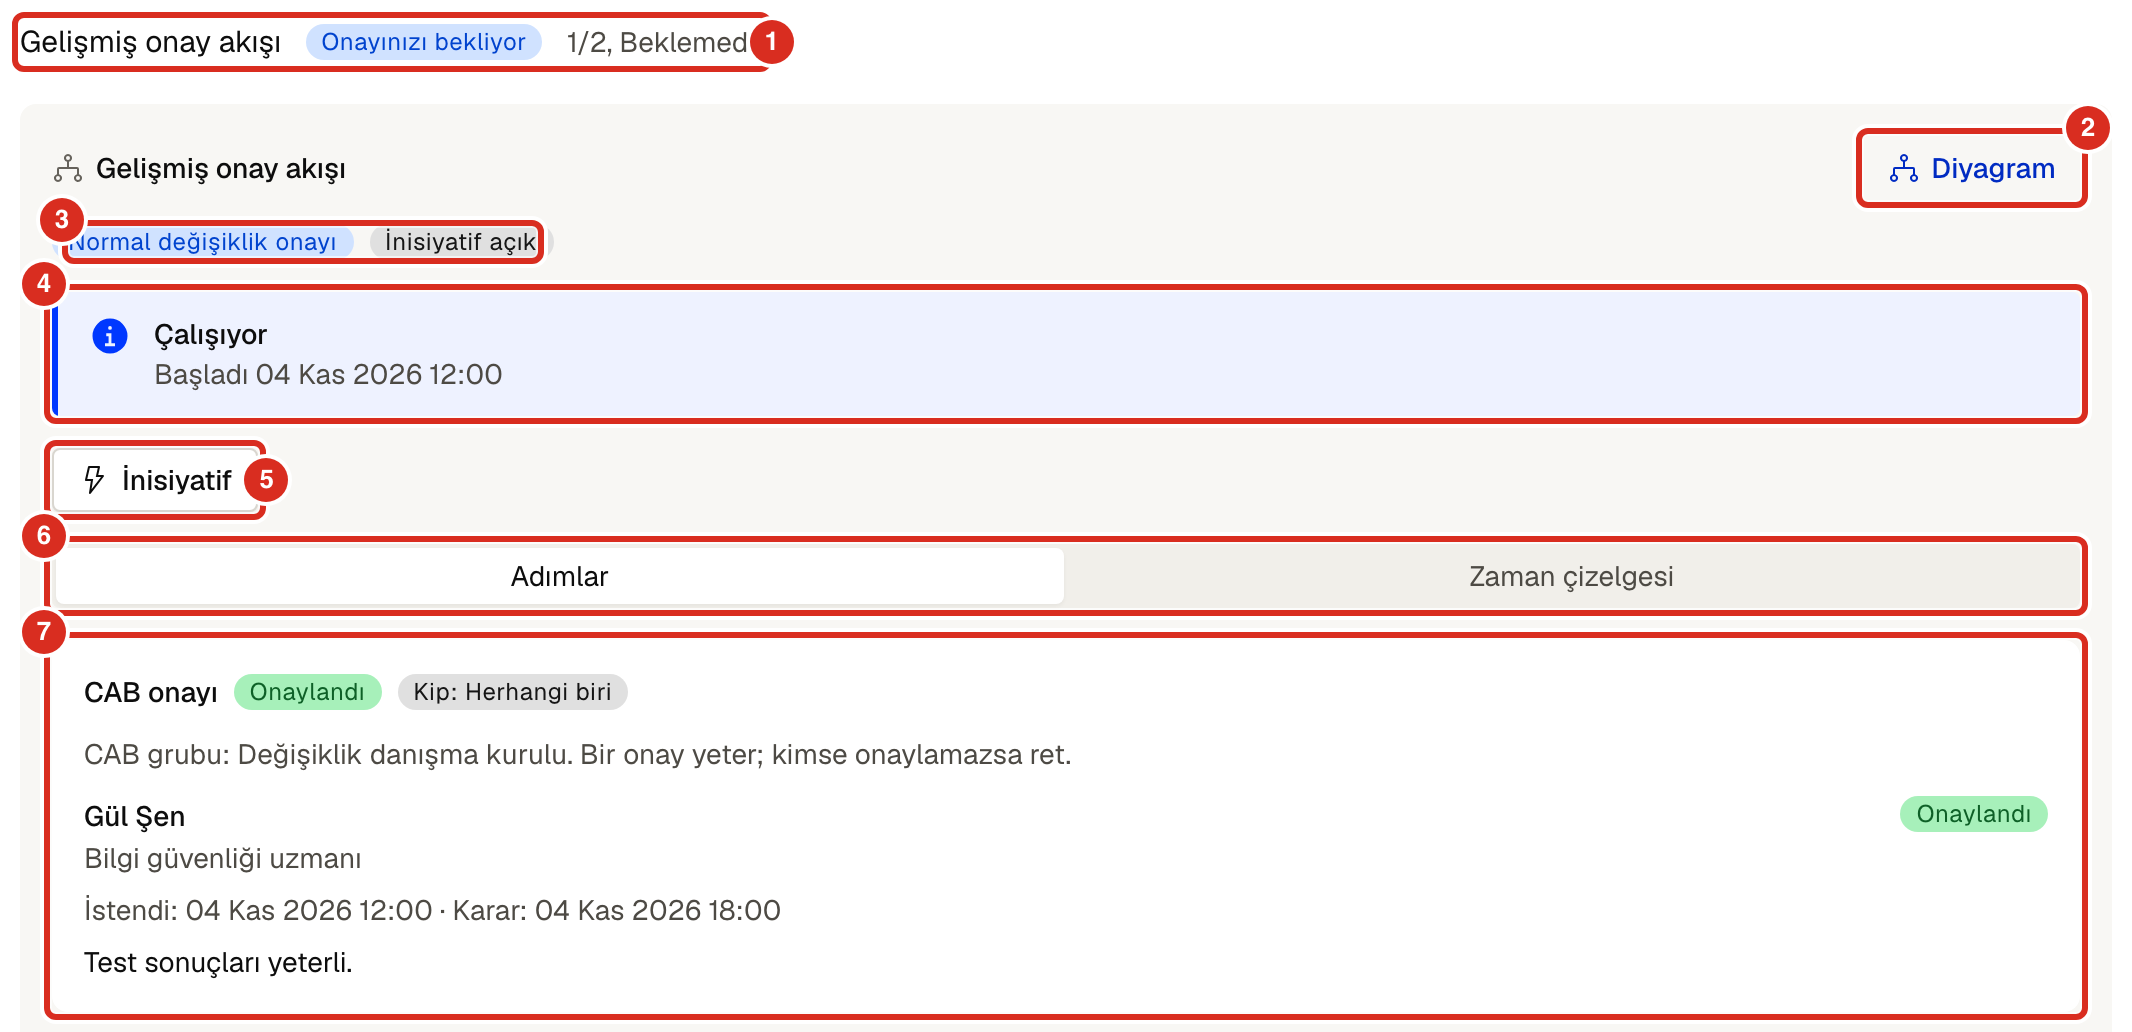 Gelişmiş onay akışı Onayınızı bekliyor 1/2, Beklemed 1
2
Gelişmiş onay akışı Diyagram
3
Normal değişiklik onayı İnisiyatif açık
4
Çalışıyor
Başladı 04 Kas 2026 12:00
İnisiyatif 5
6
Adımlar Zaman çizelgesi
7
CAB onayı Onaylandı Kip: Herhangi biri
CAB grubu: Değişiklik danışma kurulu. Bir onay yeter; kimse onaylamazsa ret.
Gül Şen Onaylandı
Bilgi güvenliği uzmanı
İstendi: 04 Kas 2026 12:00 · Karar: 04 Kas 2026 18:00
Test sonuçları yeterli.